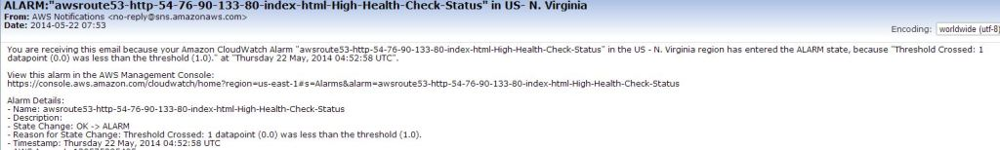 ALARM:"awsroute53-http-54-76-90-133-80-index-html-High-Health-Check-Status" in US- N. Virginia
From: AWS Notifications <no-reply@sns.amazonaws.com>
Date: 2014-05-22 07:53
Encoding: worldwide (utf-8)
You are receiving this email because your Amazon CloudWatch Alarm "awsroute53-http-54-76-90-133-80-index-html-High-Health-Check-Status" in the US - N. Virginia region has entered the ALARM state, because "Threshold Crossed: 1
datapoint (0.0) was less than the threshold (1.0)." at "Thursday 22 May, 2014 04:52:58 UTC".
View this alarm in the AWS Management Console:
https://console.aws.amazon.com/cloudwatch/home?region=us-east-1#s=Alarms&alarm=awsroute53-http-54-76-90-133-80-index-html-High-Health-Check-Status
Alarm Details:
- Name: awsroute53-http-54-76-90-133-80-index-html-High-Health-Check-Status
- Description:
- State Change: OK -> ALARM
- Reason for State Change: Threshold Crossed: 1 datapoint (0.0) was less than the threshold (1.0).
- Timestamp: Thursday 22 May, 2014 04:52:58 UTC